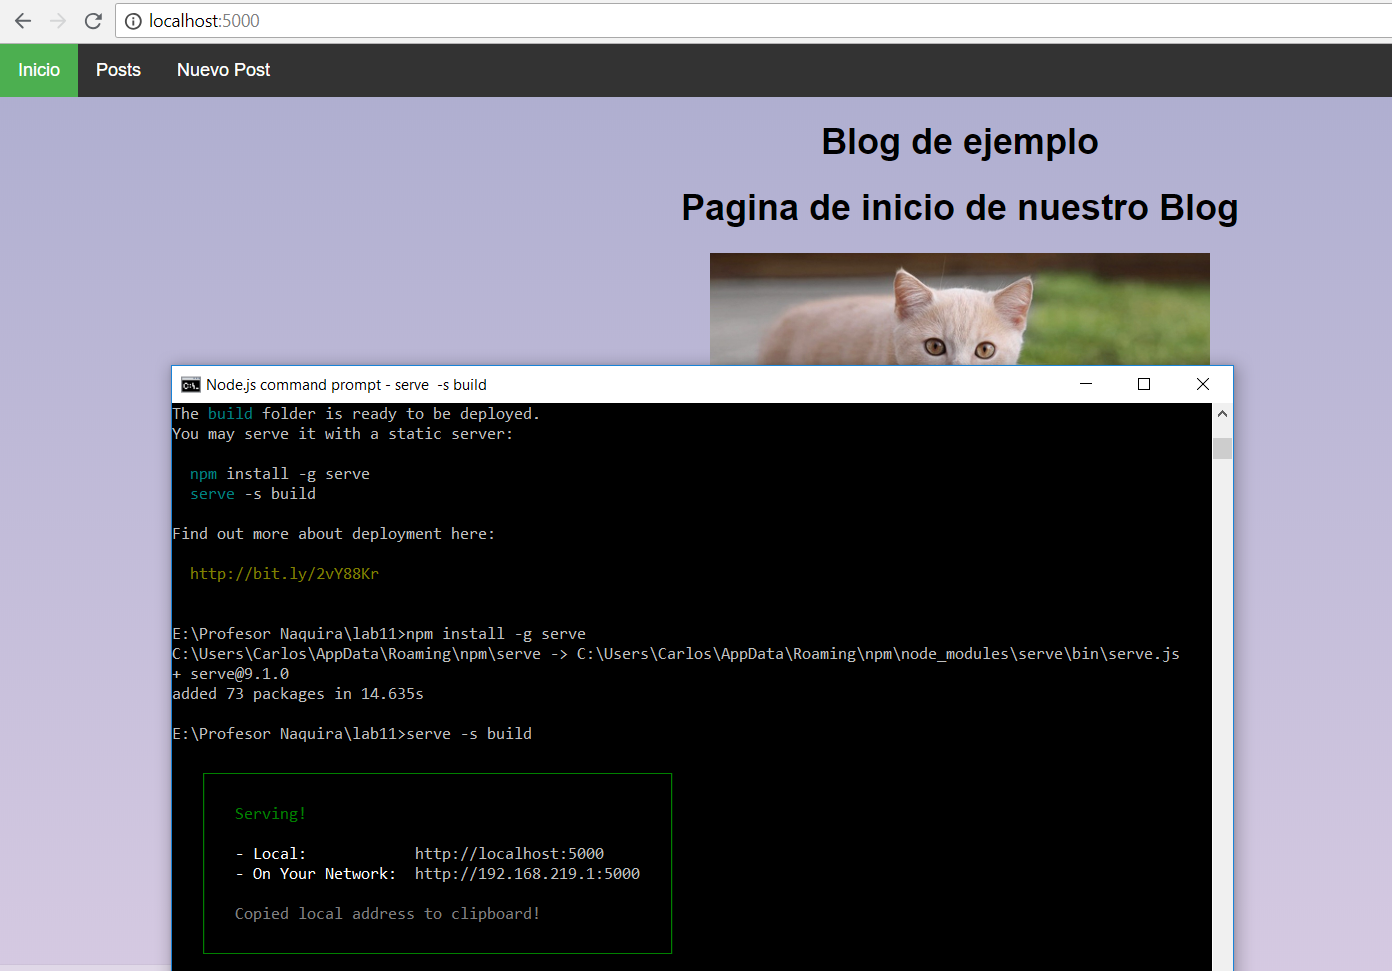 localhost:5000
Inicio Posts Nuevo Post
Blog de ejemplo
Pagina de inicio de nuestro Blog
Node.js command prompt - serve  -s build
The build folder is ready to be deployed.
You may serve it with a static server:
npm install -g serve
serve -s build
Find out more about deployment here:
http://bit.ly/2vY88Kr
E:\Profesor Naquira\lab11>npm install -g serve
C:\Users\Carlos\AppData\Roaming\npm\serve -> C:\Users\Carlos\AppData\Roaming\npm\node_modules\serve\bin\serve.js
+ serve@9.1.0
added 73 packages in 14.635s
E:\Profesor Naquira\lab11>serve -s build
Serving!
- Local:            http://localhost:5000
- On Your Network:  http://192.168.219.1:5000
Copied local address to clipboard!